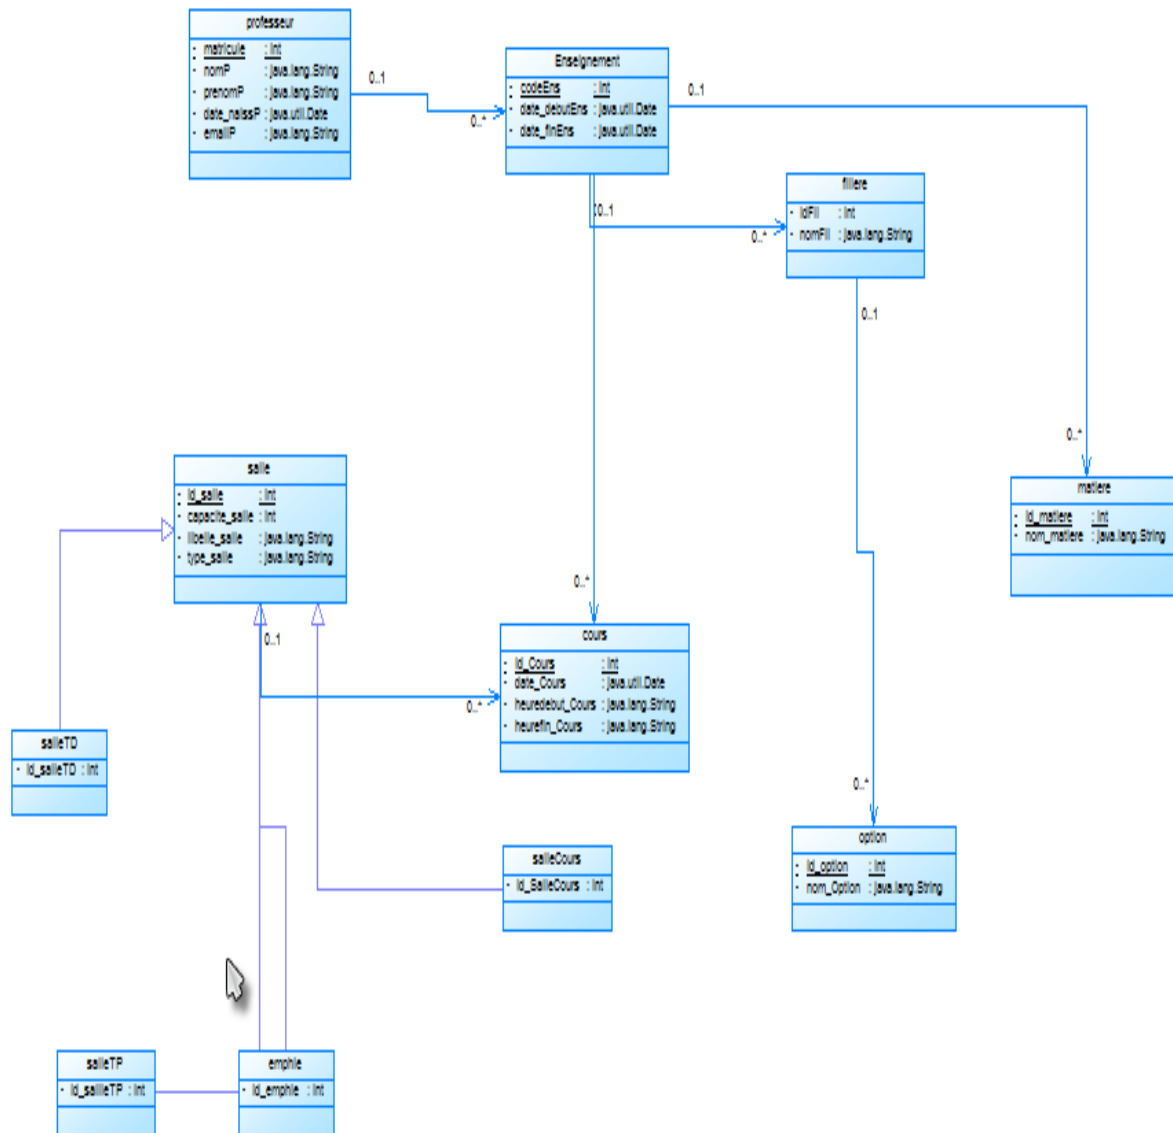 professeur
- matricule : int
- nomP : java.lang.String
- prenomP : java.lang.String
- date_naissP : java.util.Date
- emailP : java.lang.String
0..1
0..*
Enseignement
- codeEns : int
- date_debutEns : java.util.Date
- date_finEns : java.util.Date
0..1
0..1
0..*
filiere
- idFil : int
- nomFil : java.lang.String
0..1
0..*
matiere
- id_matiere : int
- nom_matiere : java.lang.String
salle
- id_salle : int
- capacite_salle : int
- libelle_salle : java.lang.String
- type_salle : java.lang.String
0..1
0..*
0..*
cours
- id_Cours : int
- date_Cours : java.util.Date
- heuredebut_Cours : java.lang.String
- heurefin_Cours : java.lang.String
salleTD
- id_salleTD : int
0..*
option
- id_option : int
- nom_Option : java.lang.String
salleCours
- id_SalleCours : int
salleTP
- id_sallleTP : int
emphie
- id_emphie : int